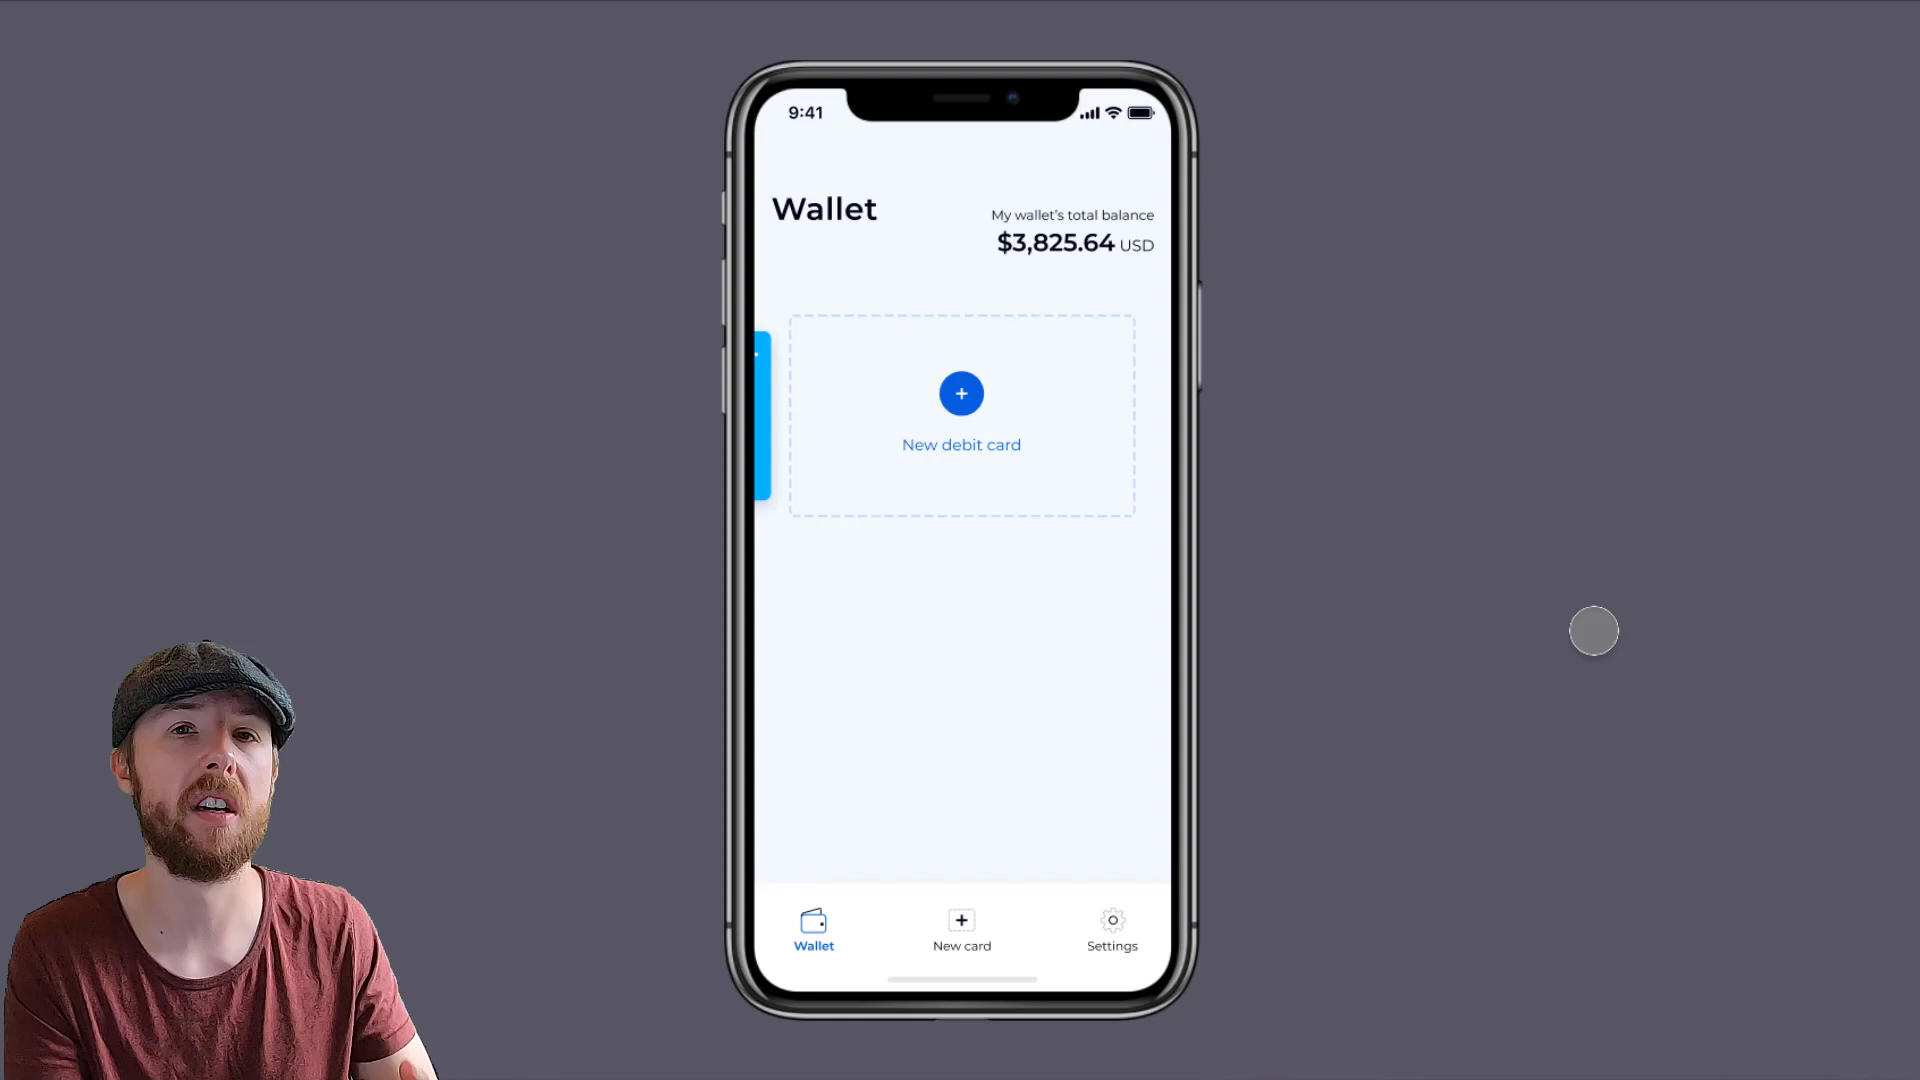 9:41
Wallet
My wallet's total balance
$3,825.64 USD
New debit card
Wallet
New card
Settings